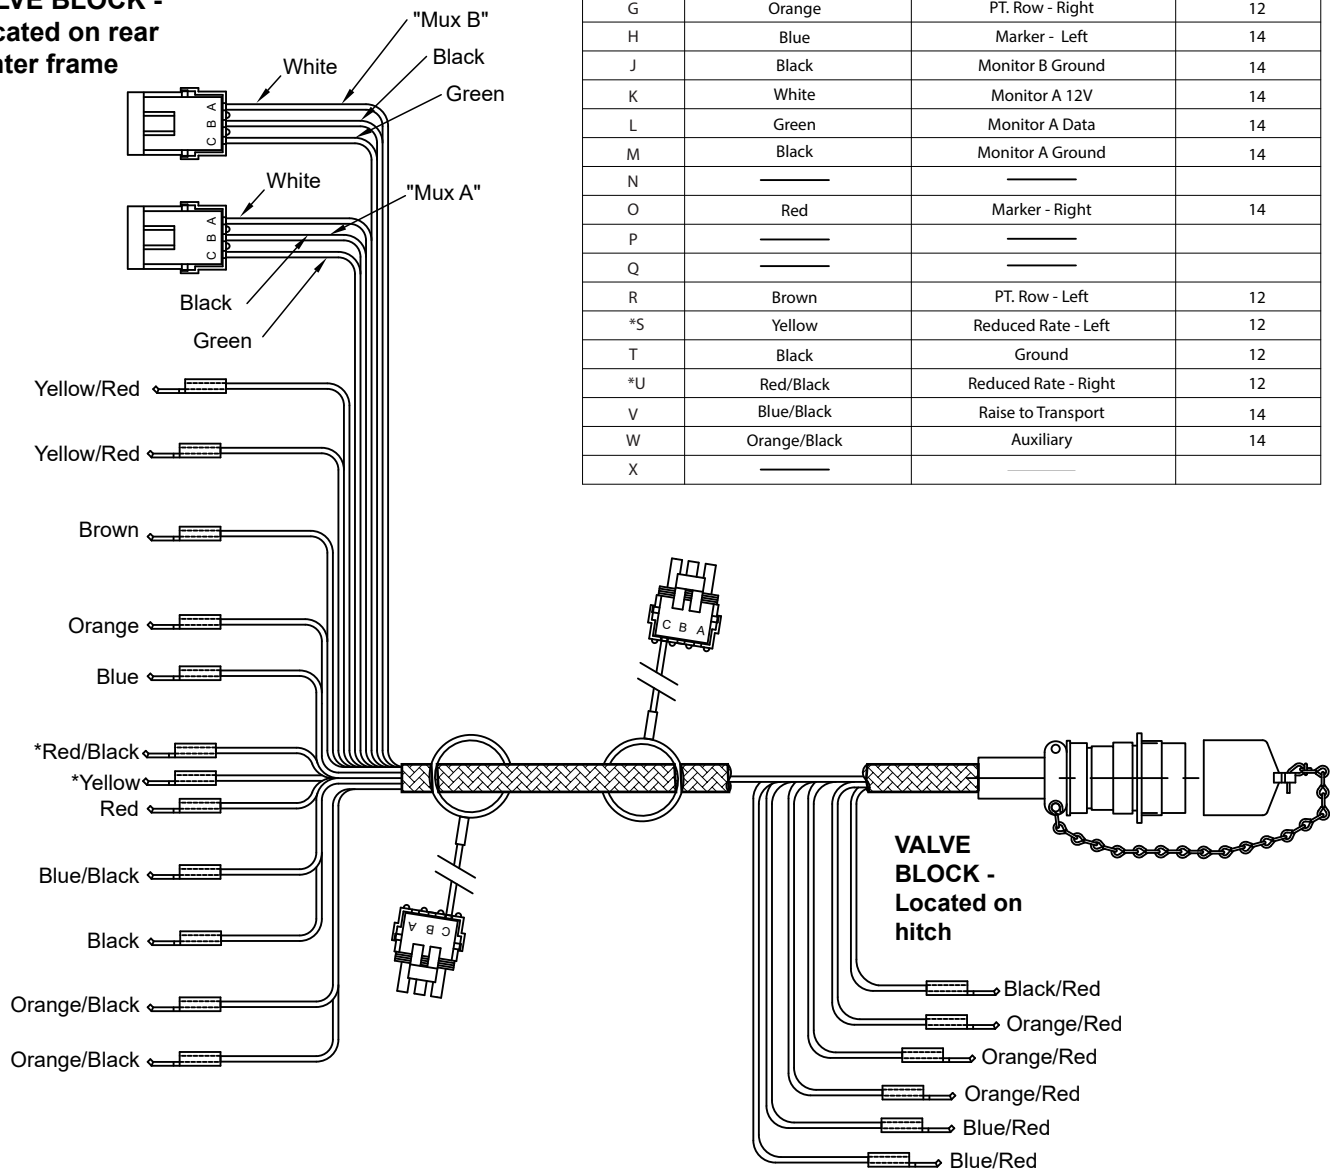 VE BLOCK -
cated on rear
nter frame
"Mux B"
White
Black
Green
A
B
C
White
"Mux A"
A
B
C
Black
Green
Yellow/Red
Yellow/Red
Brown
Orange
Blue
*Red/Black
*Yellow
Red
Blue/Black
Black
Orange/Black
Orange/Black
G Orange PT. Row - Right 12
H Blue Marker - Left 14
J Black Monitor B Ground 14
K White Monitor A 12V 14
L Green Monitor A Data 14
M Black Monitor A Ground 14
N
O Red Marker - Right 14
P
Q
R Brown PT. Row - Left 12
*S Yellow Reduced Rate - Left 12
T Black Ground 12
*U Red/Black Reduced Rate - Right 12
V Blue/Black Raise to Transport 14
W Orange/Black Auxiliary 14
X
C B A
C B A
VALVE
BLOCK -
Located on
hitch
Black/Red
Orange/Red
Orange/Red
Orange/Red
Blue/Red
Blue/Red